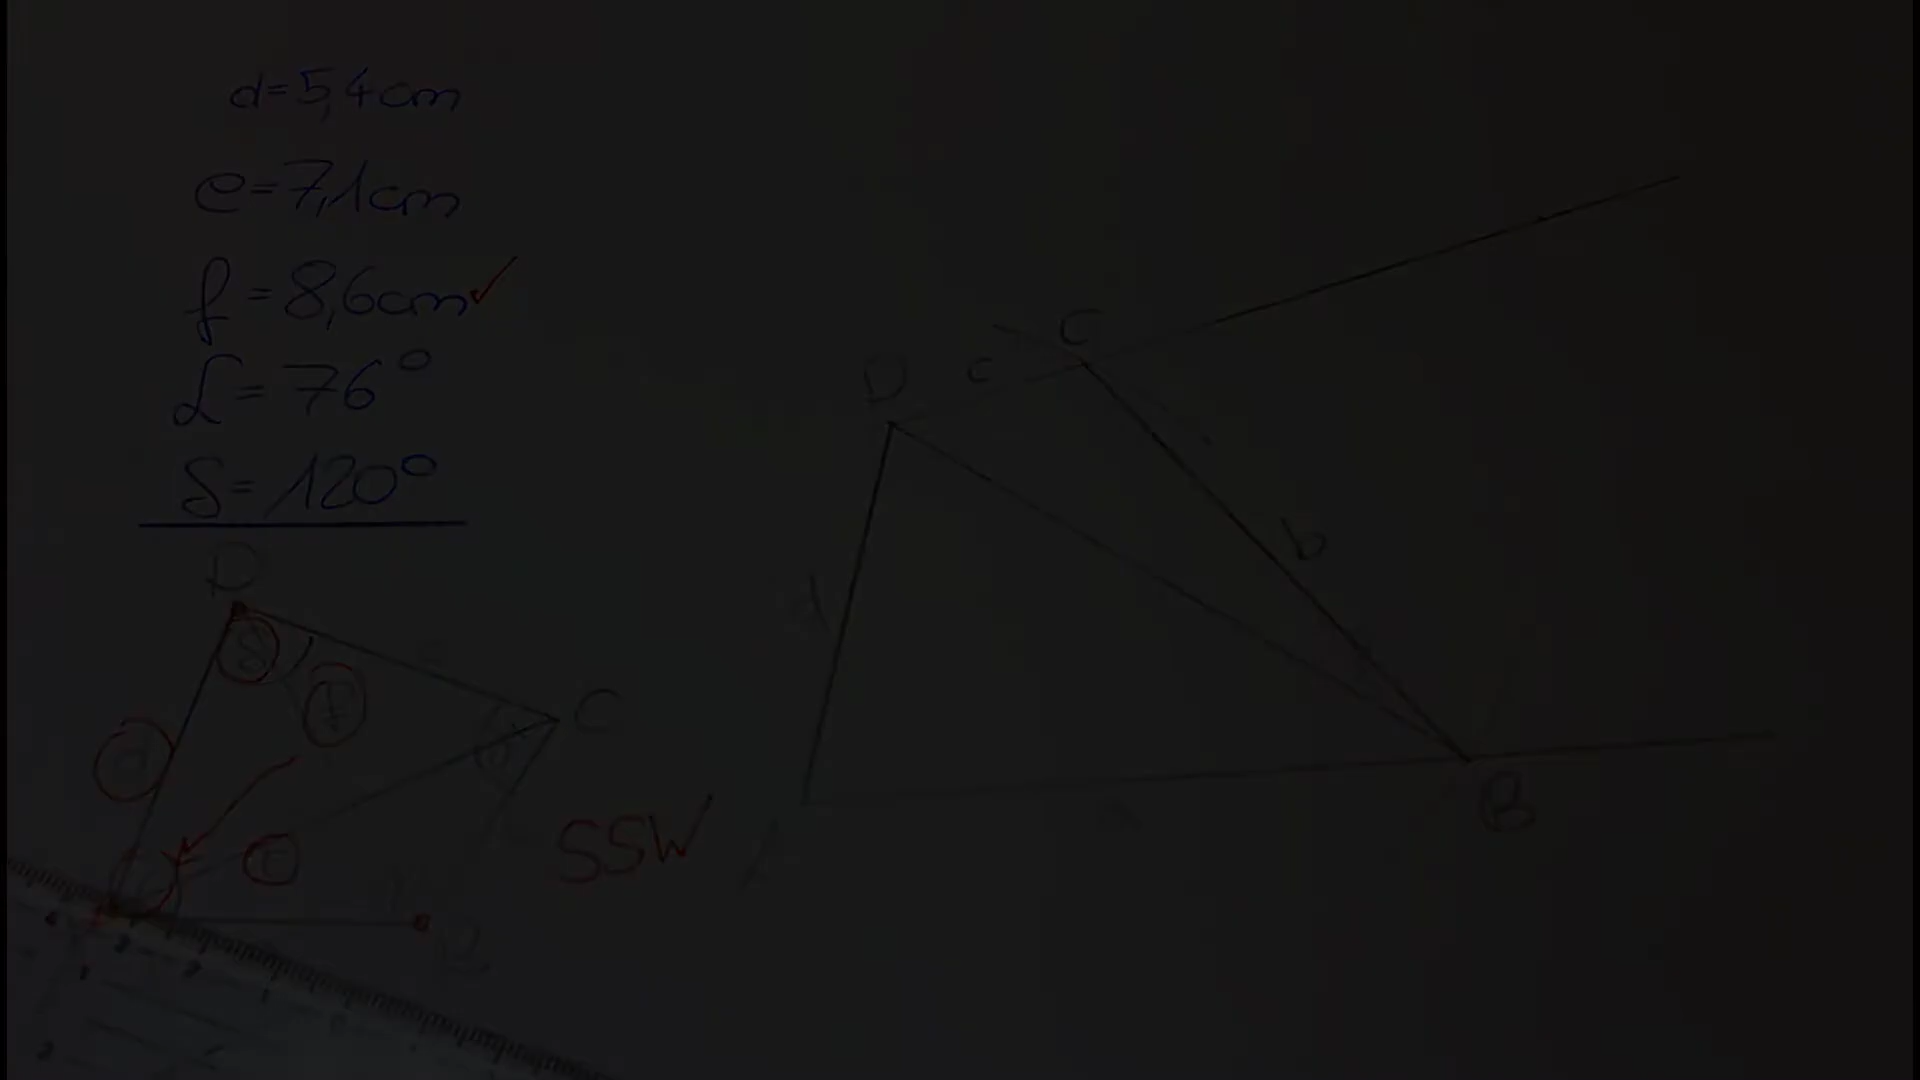 d=5,4cm
e=7,1cm
f=8,6cm✓
α=76°
δ=120°
D
C
SSW
D
c
C
d
b
a
B